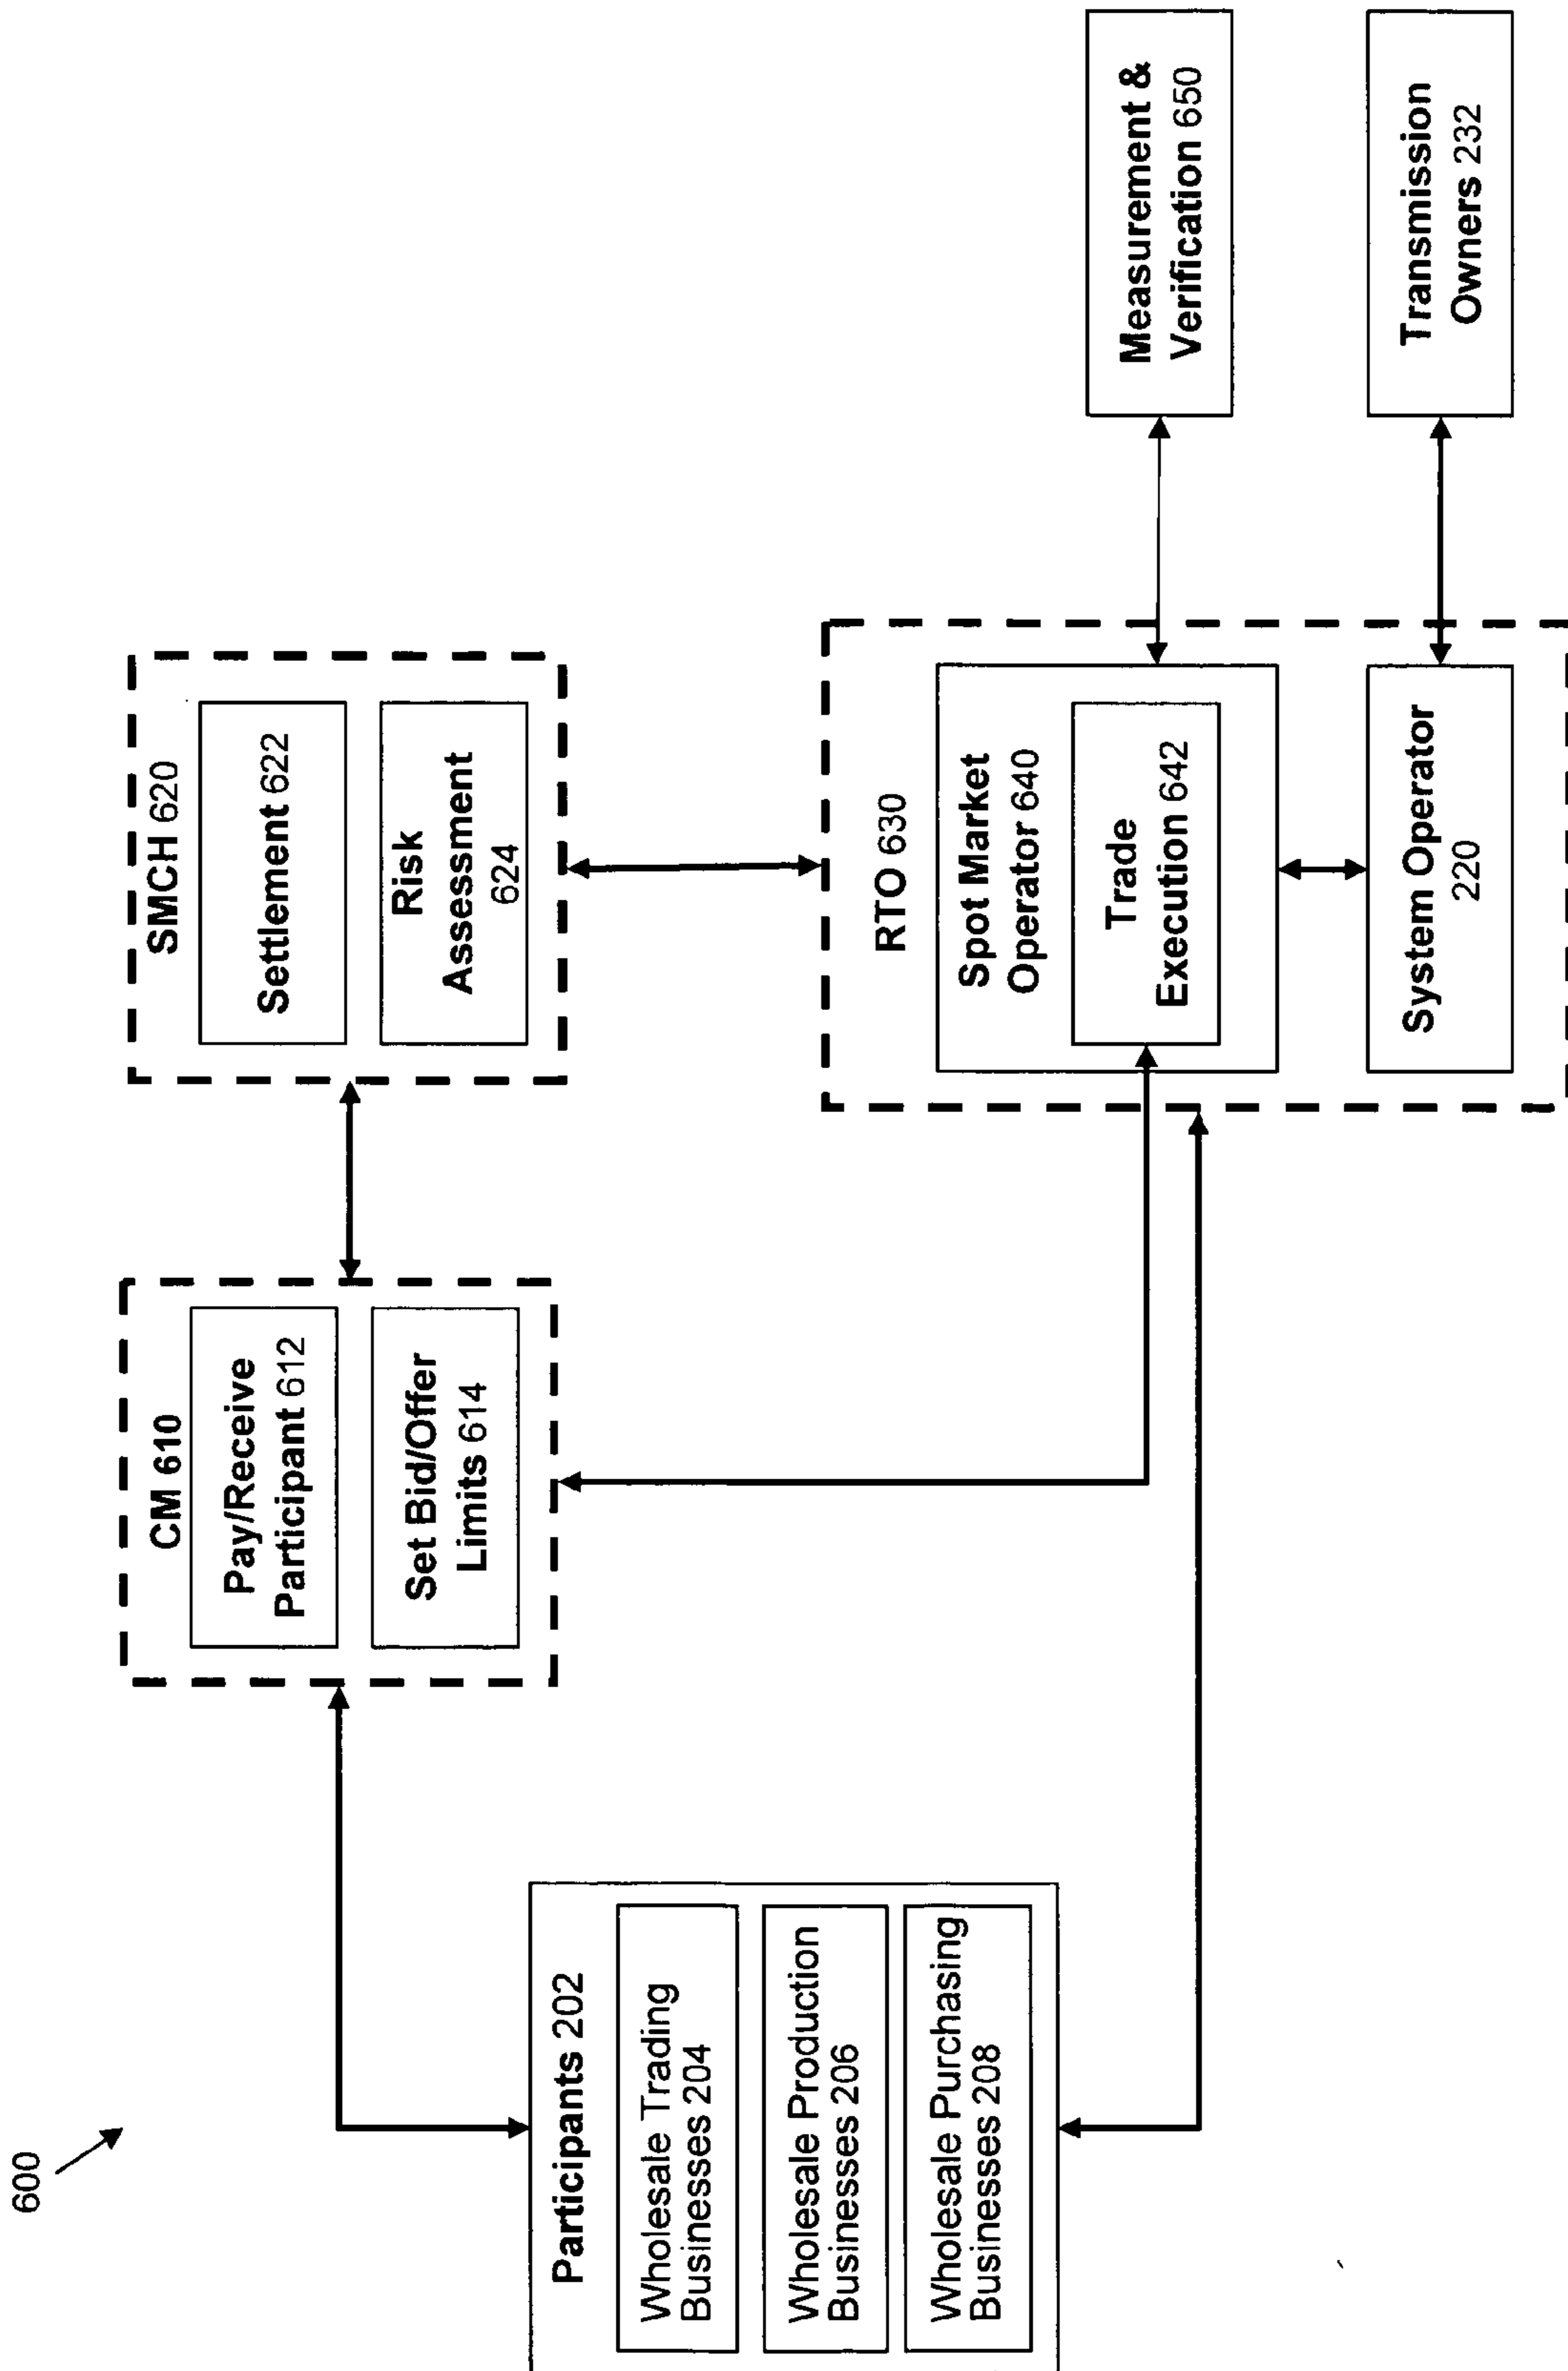 600
Participants 202
Wholesale Trading
Businesses 204
Wholesale Production
Businesses 206
Wholesale Purchasing
Businesses 208
CM 610
Pay/Receive
Participant 612
Set Bid/Offer
Limits 614
SMCH 620
Settlement 622
Risk
Assessment
624
RTO 630
Spot Market
Operator 640
Trade
Execution 642
System Operator
220
Measurement &
Verification 650
Transmission
Owners 232